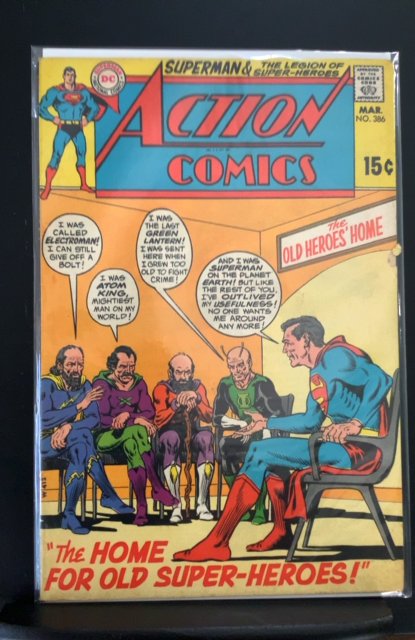 SUPERMAN & THE LEGION OF
SUPER-HEROES
DC
ACTION
COMICS
APPROVED
BY THE
COMICS
CODE
AUTHORITY
MAR.
NO. 386
15¢
The
OLD HEROES' HOME
I WAS
CALLED
ELECTROMAN!
I CAN STILL
GIVE OFF A
BOLT!
I WAS
ATOM
KING,
MIGHTIEST
MAN ON MY
WORLD!
I WAS
THE LAST
GREEN
LANTERN! I
WAS SENT
HERE WHEN
I GREW TOO
OLD TO FIGHT
CRIME!
AND I WAS
SUPERMAN
ON THE PLANET
EARTH! BUT LIKE
THE REST OF YOU,
I'VE OUTLIVED MY
USEFULNESS!
NO ONE WANTS
ME AROUND
ANY MORE!
"The HOME
FOR OLD SUPER-HEROES!"